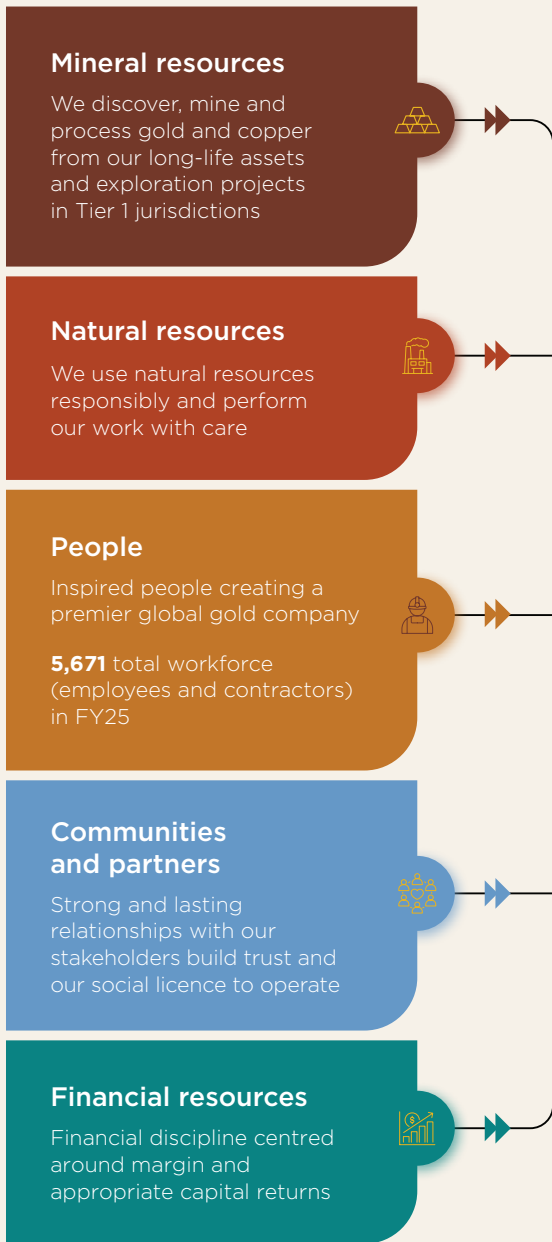 Mineral resources
We discover, mine and
process gold and copper
from our long-life assets
and exploration projects
in Tier 1 jurisdictions
Natural resources
We use natural resources
responsibly and perform
our work with care
People
Inspired people creating a
premier global gold company
5,671 total workforce
(employees and contractors)
in FY25
Communities
and partners
Strong and lasting
relationships with our
stakeholders build trust and
our social licence to operate
Financial resources
Financial discipline centred
around margin and
appropriate capital returns